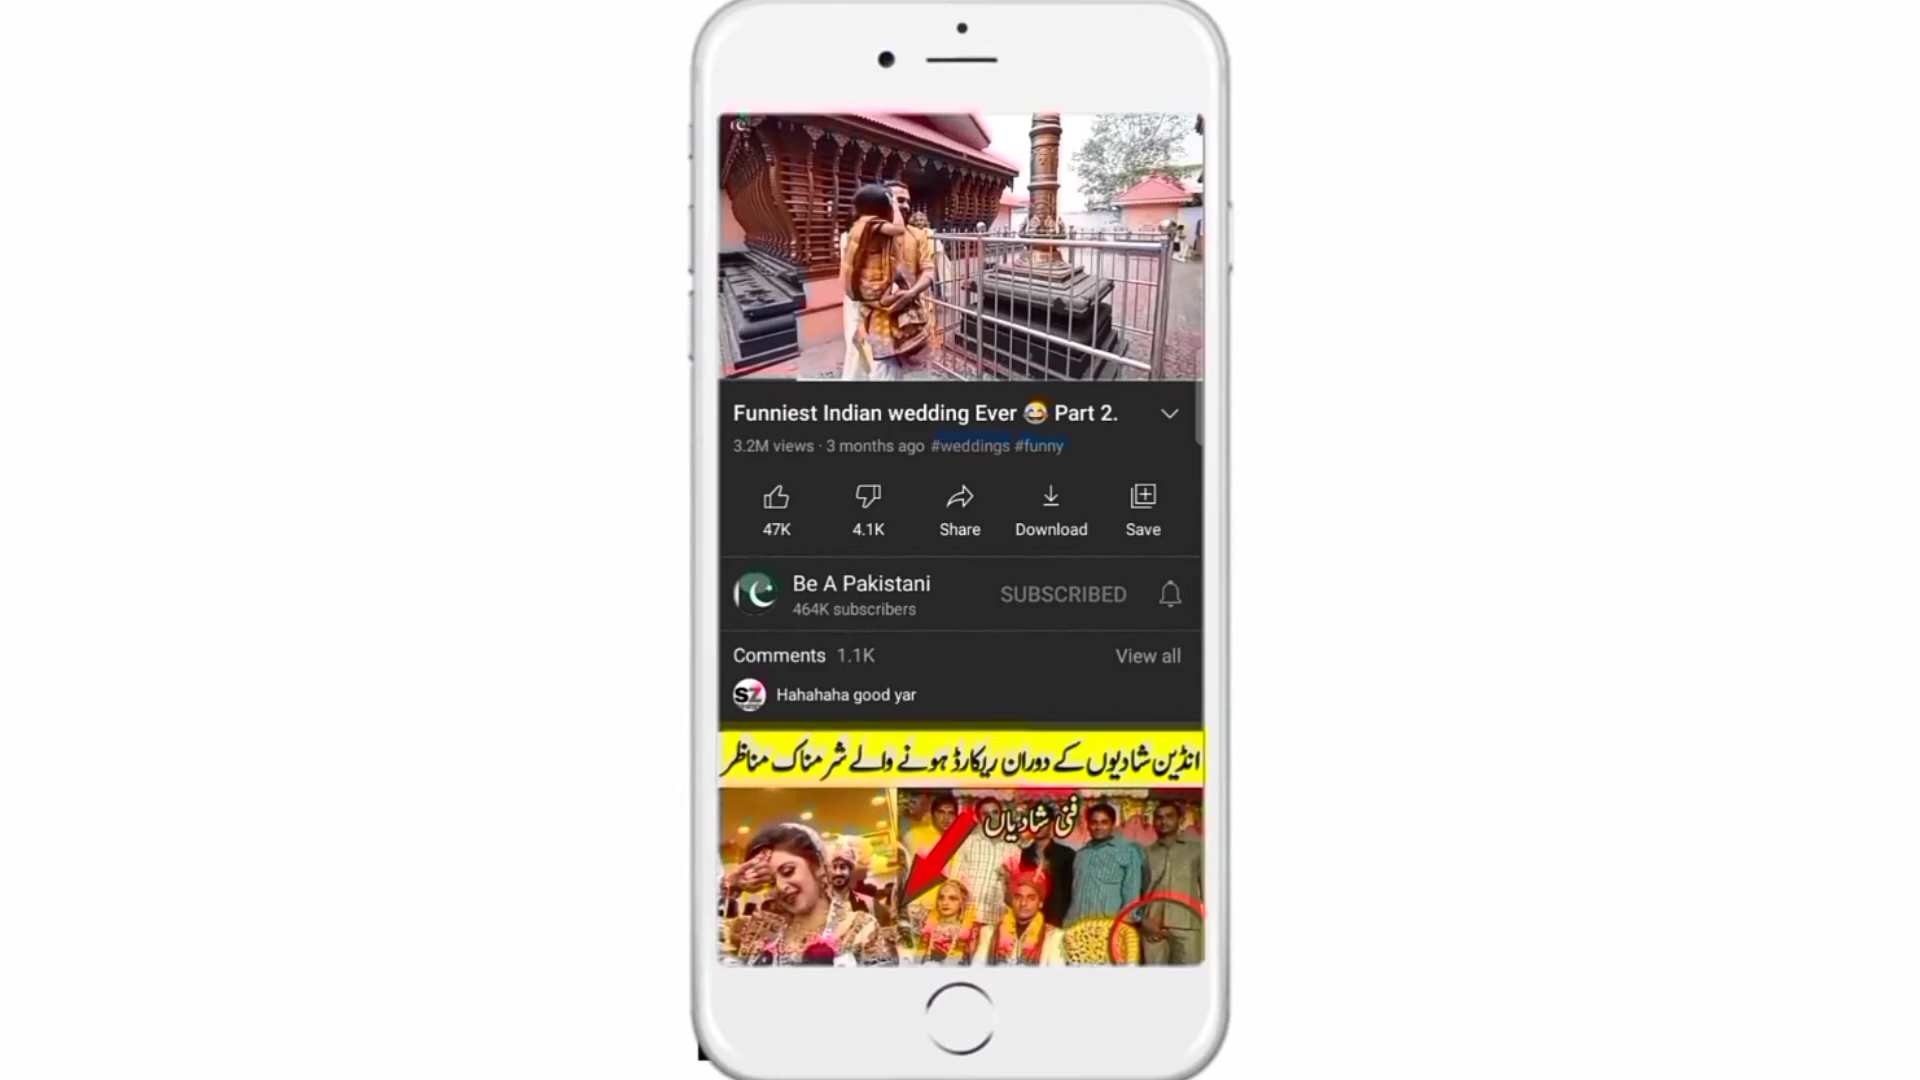 Funniest Indian wedding Ever 😂 Part 2.
3.2M views · 3 months ago #weddings #funny
47K 4.1K Share Download Save
Be A Pakistani
464K subscribers
SUBSCRIBED
Comments 1.1K View all
SZ
Hahahaha good yar
انڈین شادیوں کے دوران ریکارڈ ہونے والے شرمناک مناظر
فنی شادیاں